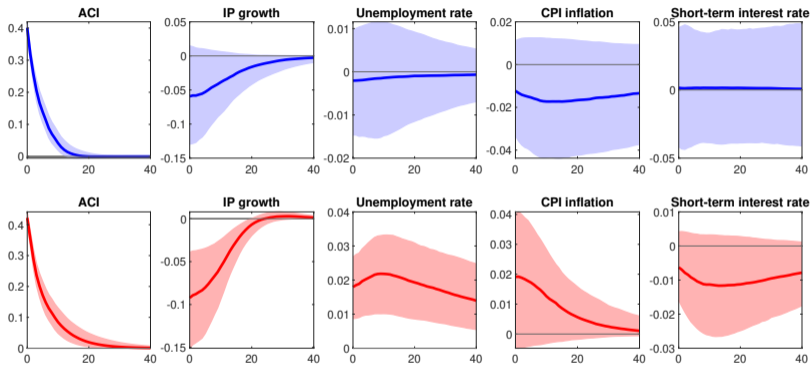 ACI IP growth Unemployment rate CPI inflation Short-term interest rate
0.4 0.05 0.01 0.02 0.05
0.3 0 0 0 0
0.2 -0.05 -0.01 -0.02
0.1 -0.1 -0.04
0 -0.15 -0.02 -0.05
0 20 40 0 20 40 0 20 40 0 20 40 0 20 40
ACI IP growth Unemployment rate CPI inflation Short-term interest rate
0.4 0 0.04 0.04 0.01
0.3 -0.05 0.03 0.03 0
0.2 -0.1 0.02 0.02 -0.01
0.1 0.01 0.01 -0.02
0 -0.15 0 0 -0.03
0 20 40 0 20 40 0 20 40 0 20 40 0 20 40